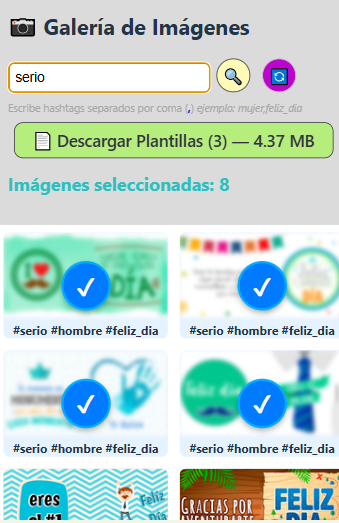 📷 Galería de Imágenes
serio
Escribe hashtags separados por coma (,) ejemplo: mujer,feliz_dia
Descargar Plantillas (3) — 4.37 MB
Imágenes seleccionadas: 8
DÍA!
DÍA
#serio #hombre #feliz_dia
#serio #hombre #feliz_dia
feliz día
#serio #hombre #feliz_dia
#serio #hombre #feliz_dia
eres
Feliz
Día
GRACIAS POR
FELIZ